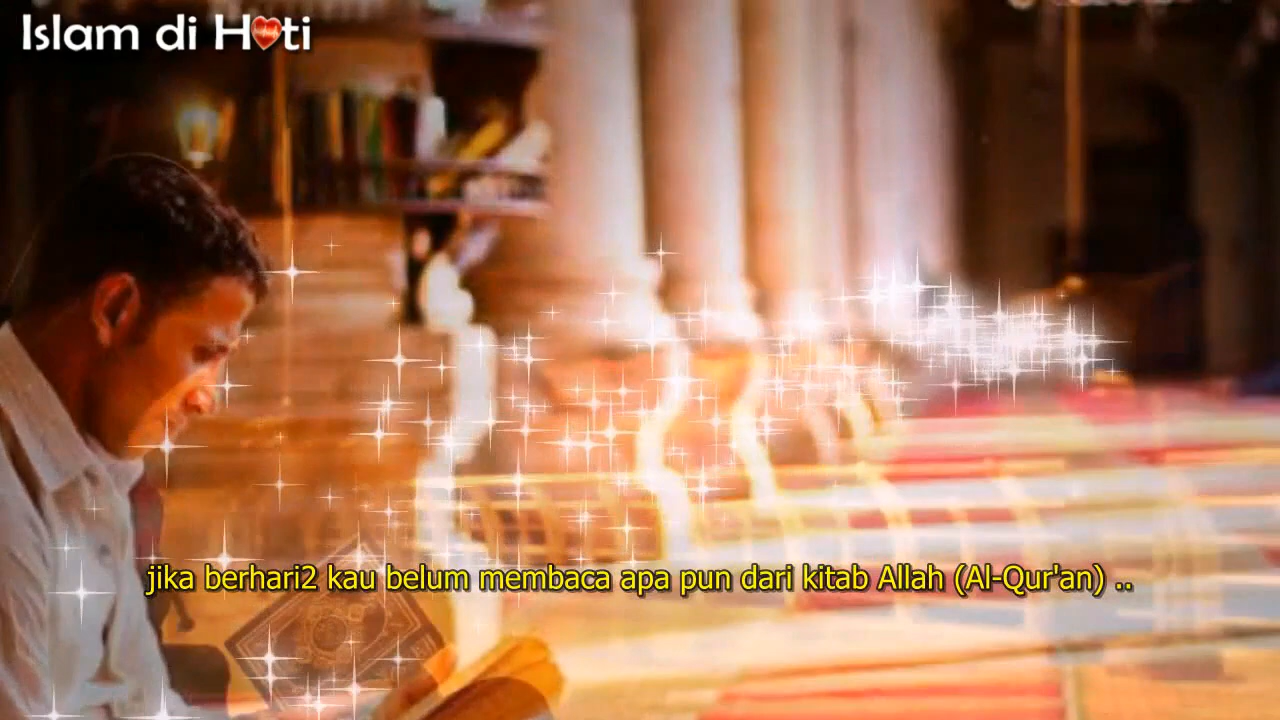 Islam di Hati
jika berhari2 kau belum membaca apa pun dari kitab Allah (Al-Qur'an) ..